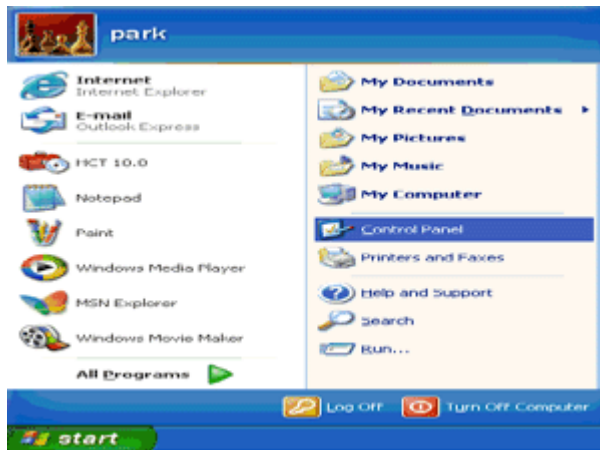 park
Internet
Internet Explorer
E-mail
Outlook Express
HCT 10.0
Notepad
Paint
Windows Media Player
MSN Explorer
Windows Movie Maker
All Programs
My Documents
My Recent Documents
My Pictures
My Music
My Computer
Control Panel
Printers and Faxes
Help and Support
Search
Run...
Log Off
Turn Off Computer
start